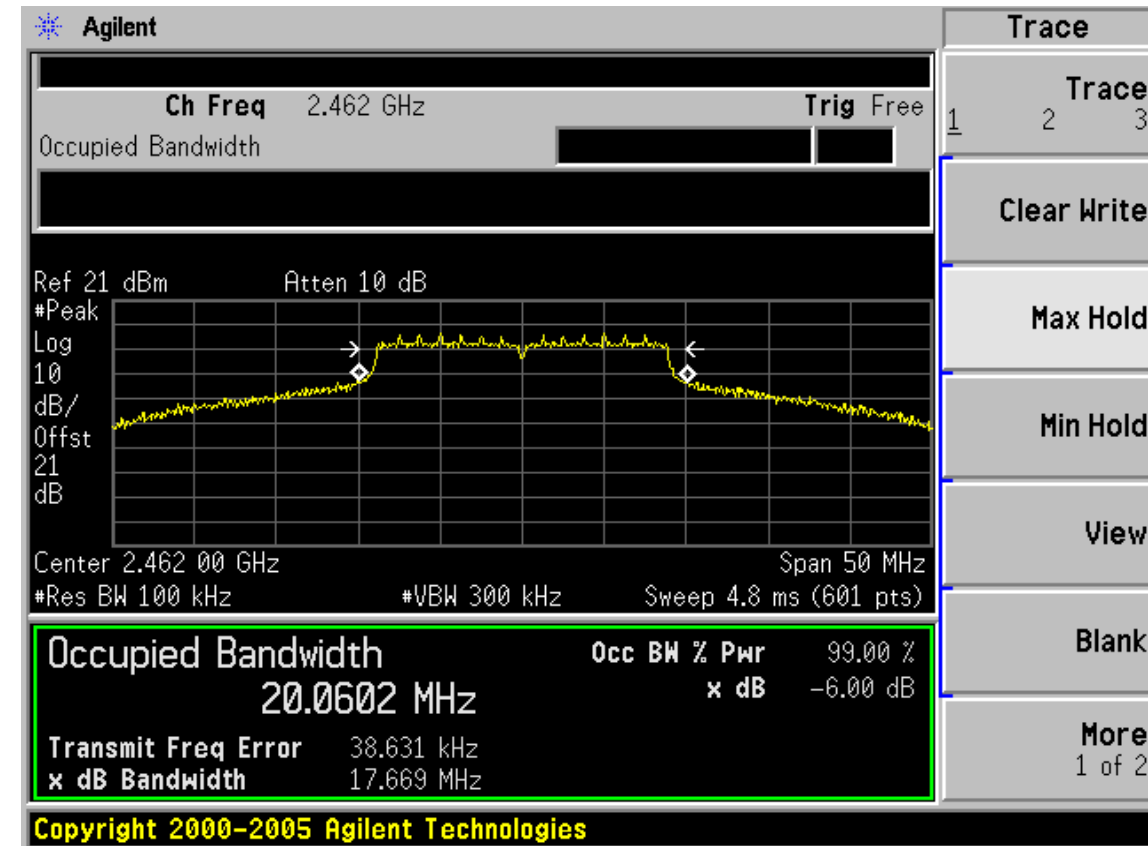 Agilent
Trace
Ch Freq 2.462 GHz Trig Free
Occupied Bandwidth
Trace
1 2 3
Clear Write
Max Hold
Min Hold
View
Blank
More
1 of 2
Ref 21 dBm Atten 10 dB
#Peak
Log
10
dB/
Offst
21
dB
Center 2.462 00 GHz Span 50 MHz
#Res BW 100 kHz #VBW 300 kHz Sweep 4.8 ms (601 pts)
Occupied Bandwidth Occ BW % Pwr 99.00 %
20.0602 MHz x dB -6.00 dB
Transmit Freq Error 38.631 kHz
x dB Bandwidth 17.669 MHz
Copyright 2000-2005 Agilent Technologies